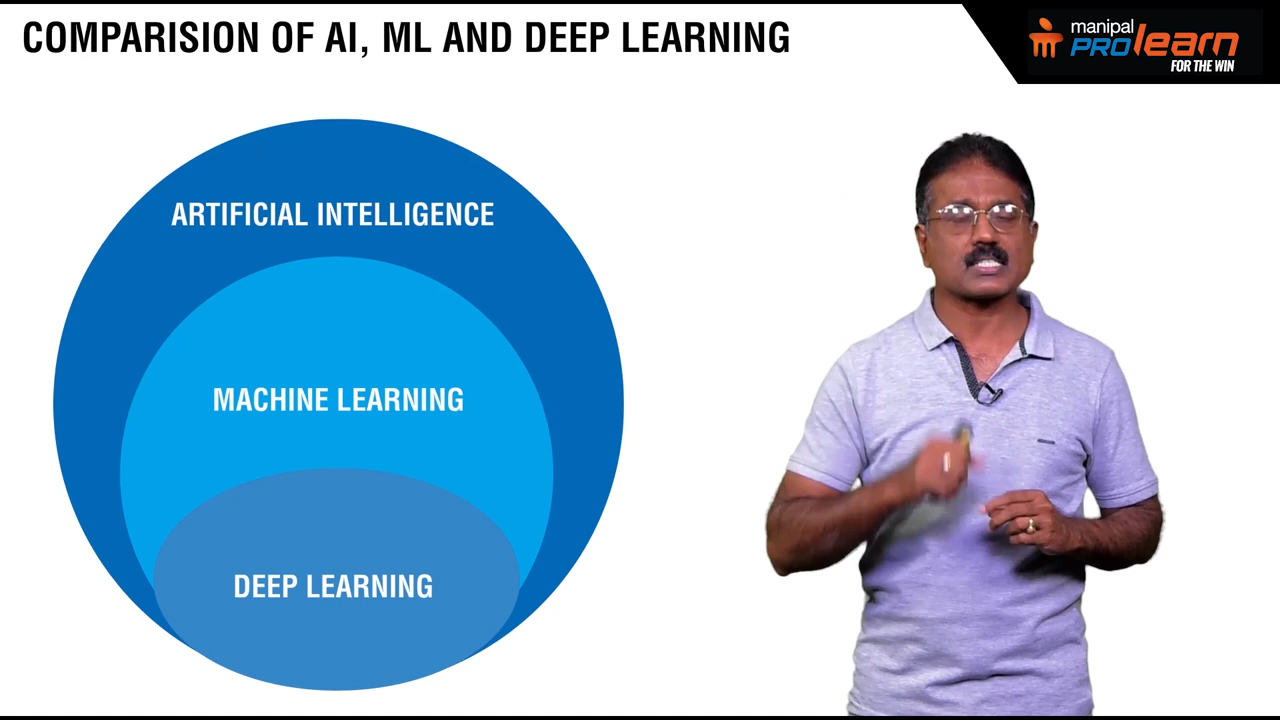 COMPARISION OF AI, ML AND DEEP LEARNING
manipal
PROlearn
FOR THE WIN
ARTIFICIAL INTELLIGENCE
MACHINE LEARNING
DEEP LEARNING